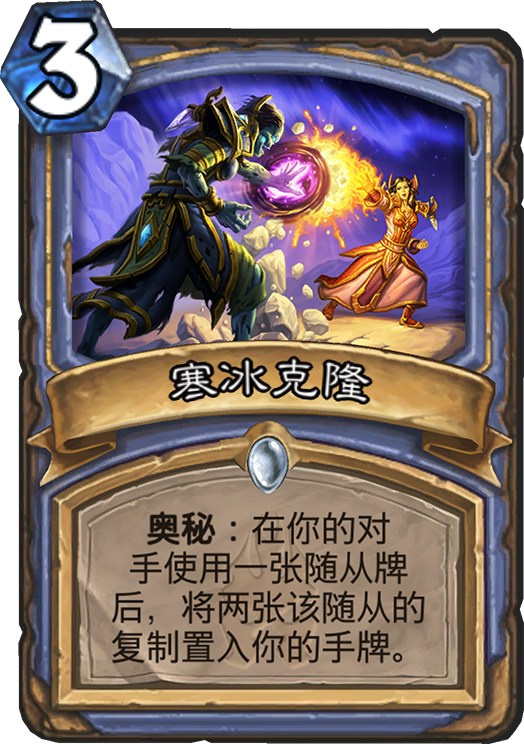 3
寒冰克隆
奥秘：在你的对
手使用一张随从牌
后，将两张该随从的
复制置入你的手牌。